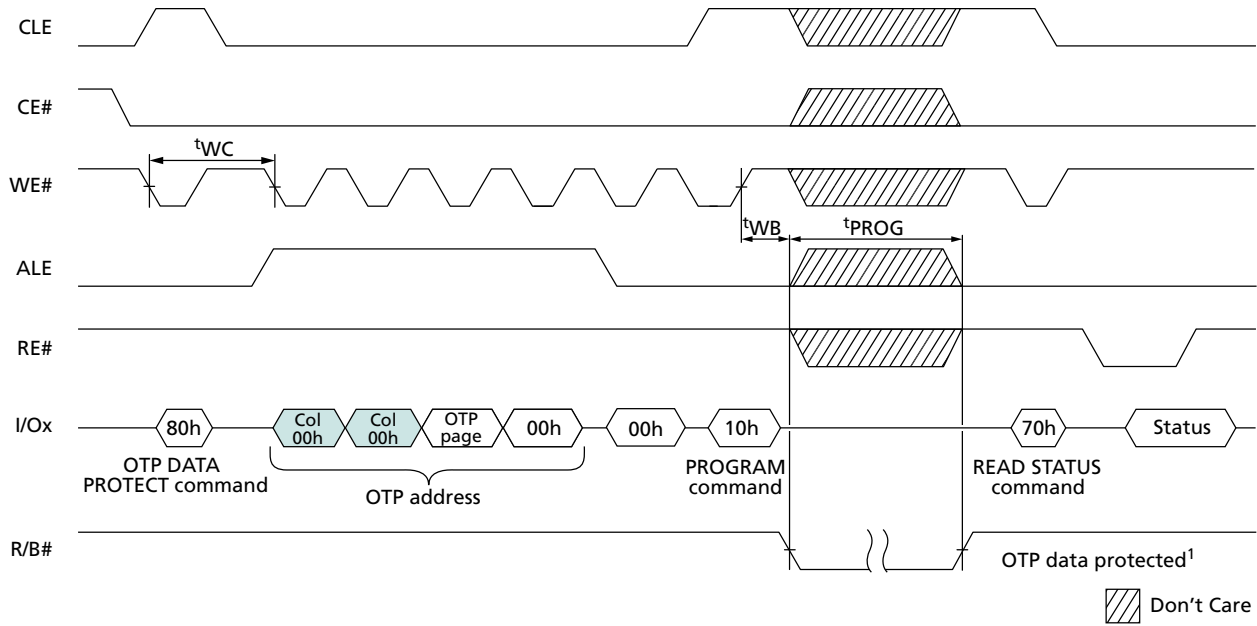 CLE
CE#
tWC
WE#
tWB
tPROG
ALE
RE#
I/Ox
80h
Col
00h
Col
00h
OTP
page
00h
00h
10h
70h
Status
OTP DATA
PROTECT command
OTP address
PROGRAM
command
READ STATUS
command
R/B#
OTP data protected1
Don't Care